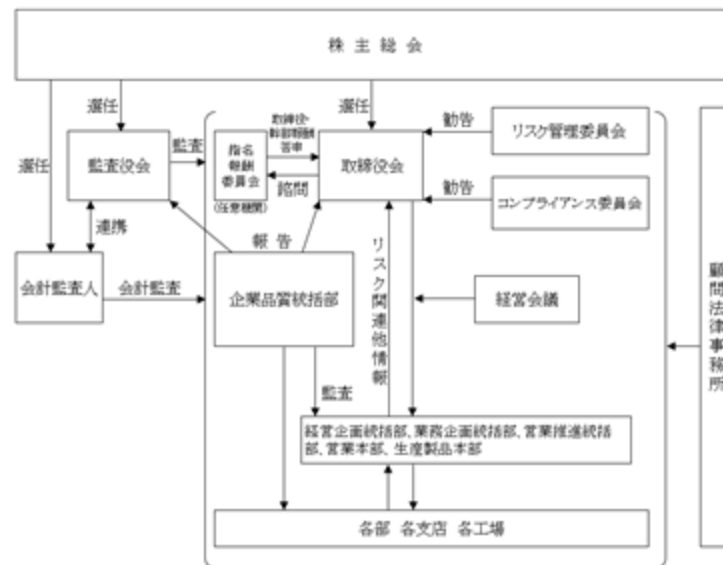 株主総会
選任
選任
選任
監査役会
監査
指名
報酬
委員会
(任意機関)
取締役・
幹部報酬
答申
諮問
取締役会
勧告
リスク管理委員会
勧告
コンプライアンス委員会
連携
報告
会計監査人
会計監査
企業品質統括部
リスク関連他情報
経営会議
顧問法律事務所
監査
経営企画統括部、業務企画統括部、営業推進統括
部、営業本部、生産製品本部
各部 各支店 各工場